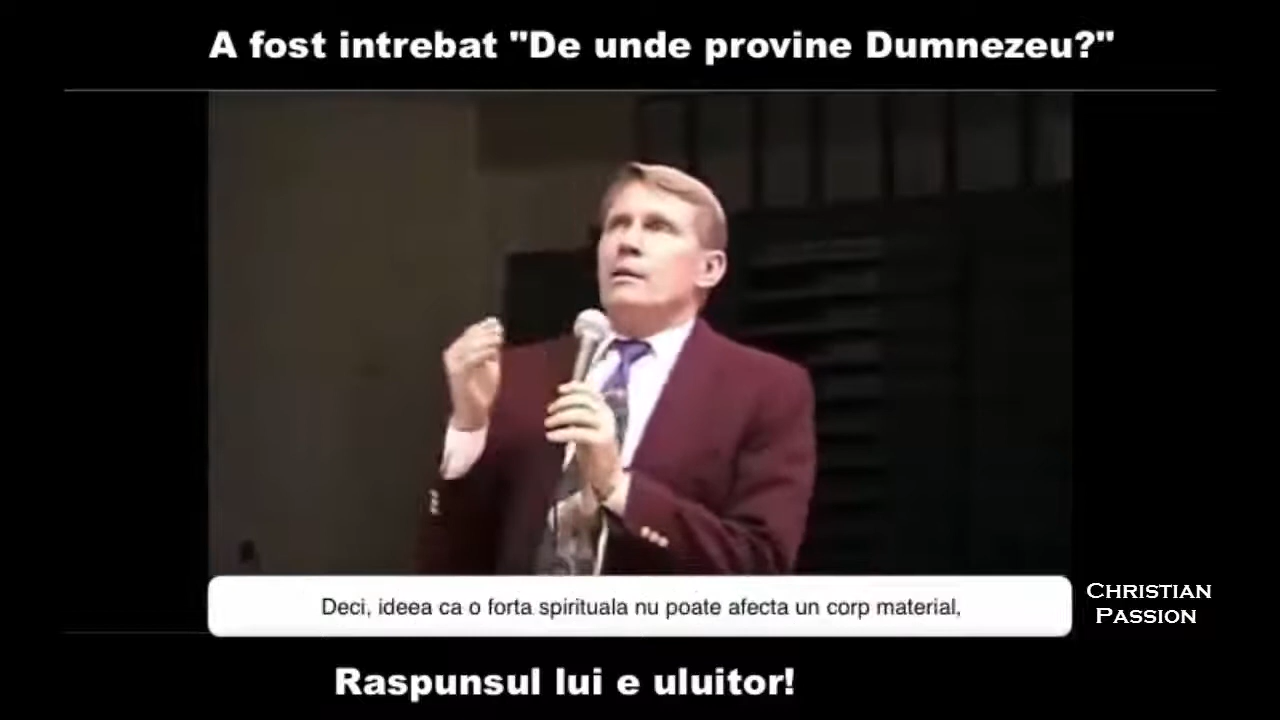 A fost intrebat "De unde provine Dumnezeu?"
Deci, ideea ca o forta spirituala nu poate afecta un corp material,
CHRISTIAN
PASSION
Raspunsul lui e uluitor!